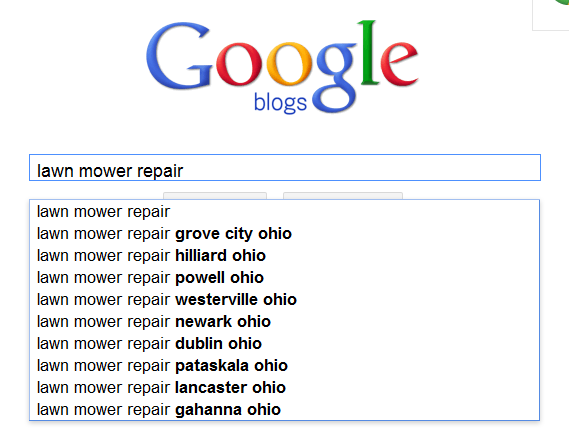 Google
blogs
lawn mower repair
lawn mower repair
lawn mower repair grove city ohio
lawn mower repair hilliard ohio
lawn mower repair powell ohio
lawn mower repair westerville ohio
lawn mower repair newark ohio
lawn mower repair dublin ohio
lawn mower repair pataskala ohio
lawn mower repair lancaster ohio
lawn mower repair gahanna ohio